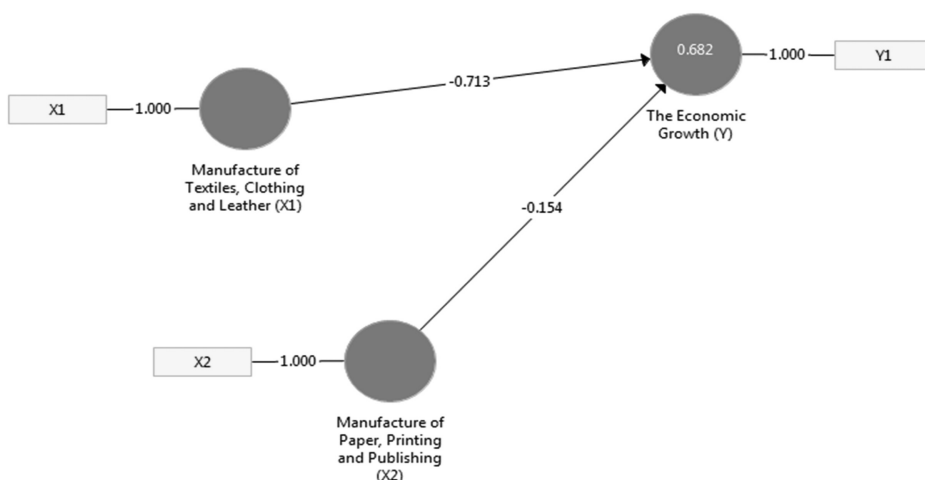 0.682
1.000
Y1
-0.713
X1
1.000
The Economic
Growth (Y)
Manufacture of
Textiles, Clothing
and Leather (X1)
-0.154
X2
1.000
Manufacture of
Paper, Printing
and Publishing
(X2)